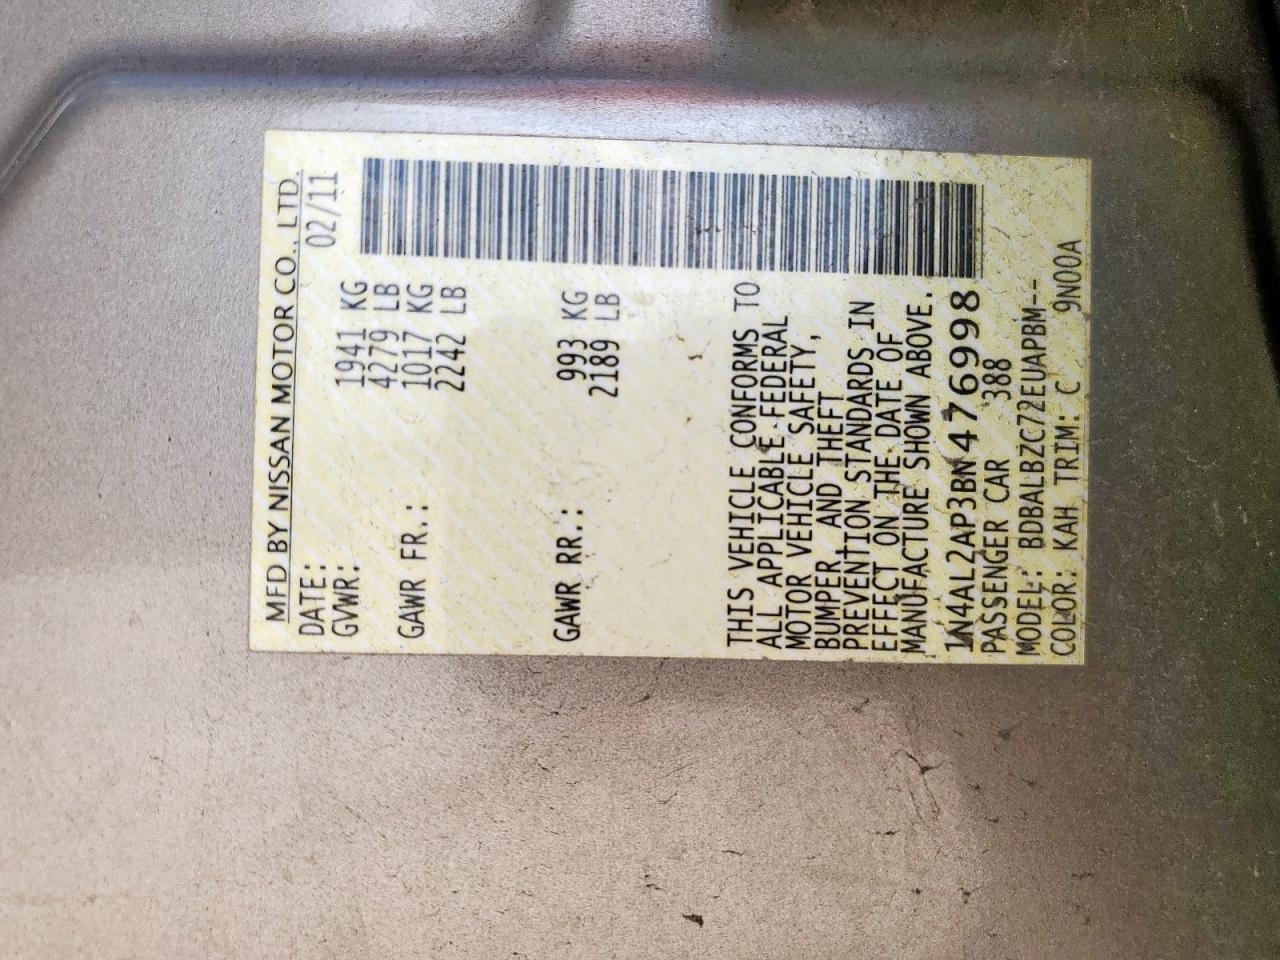 MFD BY NISSAN MOTOR CO., LTD.
DATE: 02/11
GVWR: 1941 KG
4279 LB
GAWR FR.: 1017 KG
2242 LB
GAWR RR.: 993 KG
2189 LB
THIS VEHICLE CONFORMS TO
ALL APPLICABLE FEDERAL
MOTOR VEHICLE SAFETY,
BUMPER, AND THEFT
PREVENTION STANDARDS IN
EFFECT ON THE DATE OF
MANUFACTURE SHOWN ABOVE.
1N4AL2AP3BN476998
PASSENGER CAR 388
MODEL: BDBALBZC72EUAPBM--
COLOR: KAH TRIM: C 9N00A